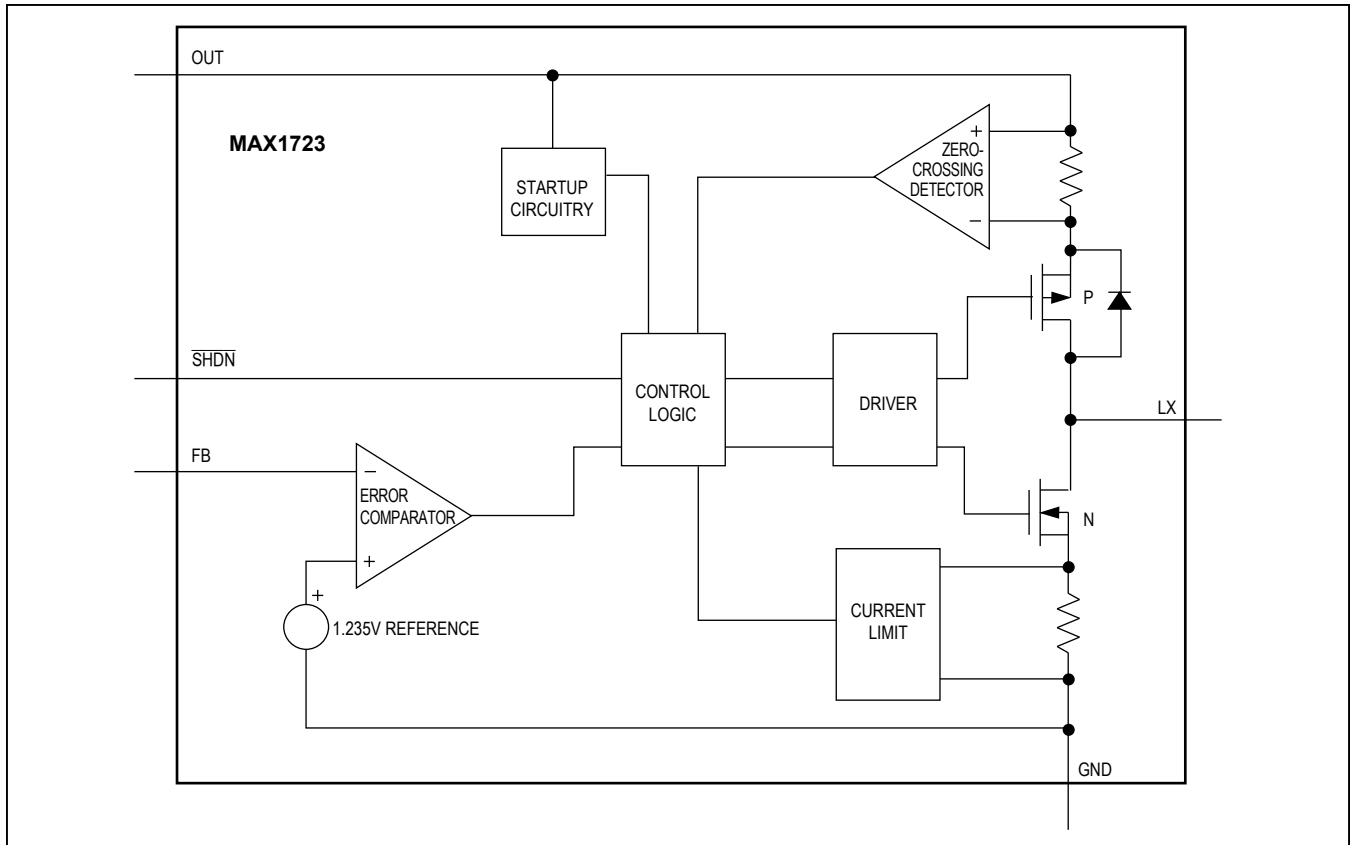 OUT
MAX1723
STARTUP
CIRCUITRY
+
ZERO-
CROSSING
DETECTOR
−
P
SHDN
CONTROL
LOGIC
DRIVER
LX
FB
−
ERROR
COMPARATOR
+
N
+
1.235V REFERENCE
CURRENT
LIMIT
GND